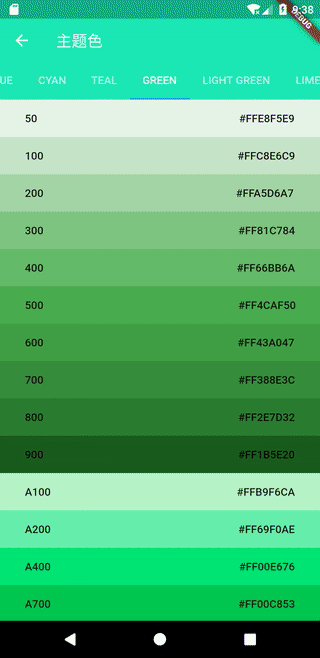 9:38
DEBUG
主题色
UE CYAN TEAL GREEN LIGHT GREEN LIME
50 #FFE8F5E9
100 #FFC8E6C9
200 #FFA5D6A7
300 #FF81C784
400 #FF66BB6A
500 #FF4CAF50
600 #FF43A047
700 #FF388E3C
800 #FF2E7D32
900 #FF1B5E20
A100 #FFB9F6CA
A200 #FF69F0AE
A400 #FF00E676
A700 #FF00C853